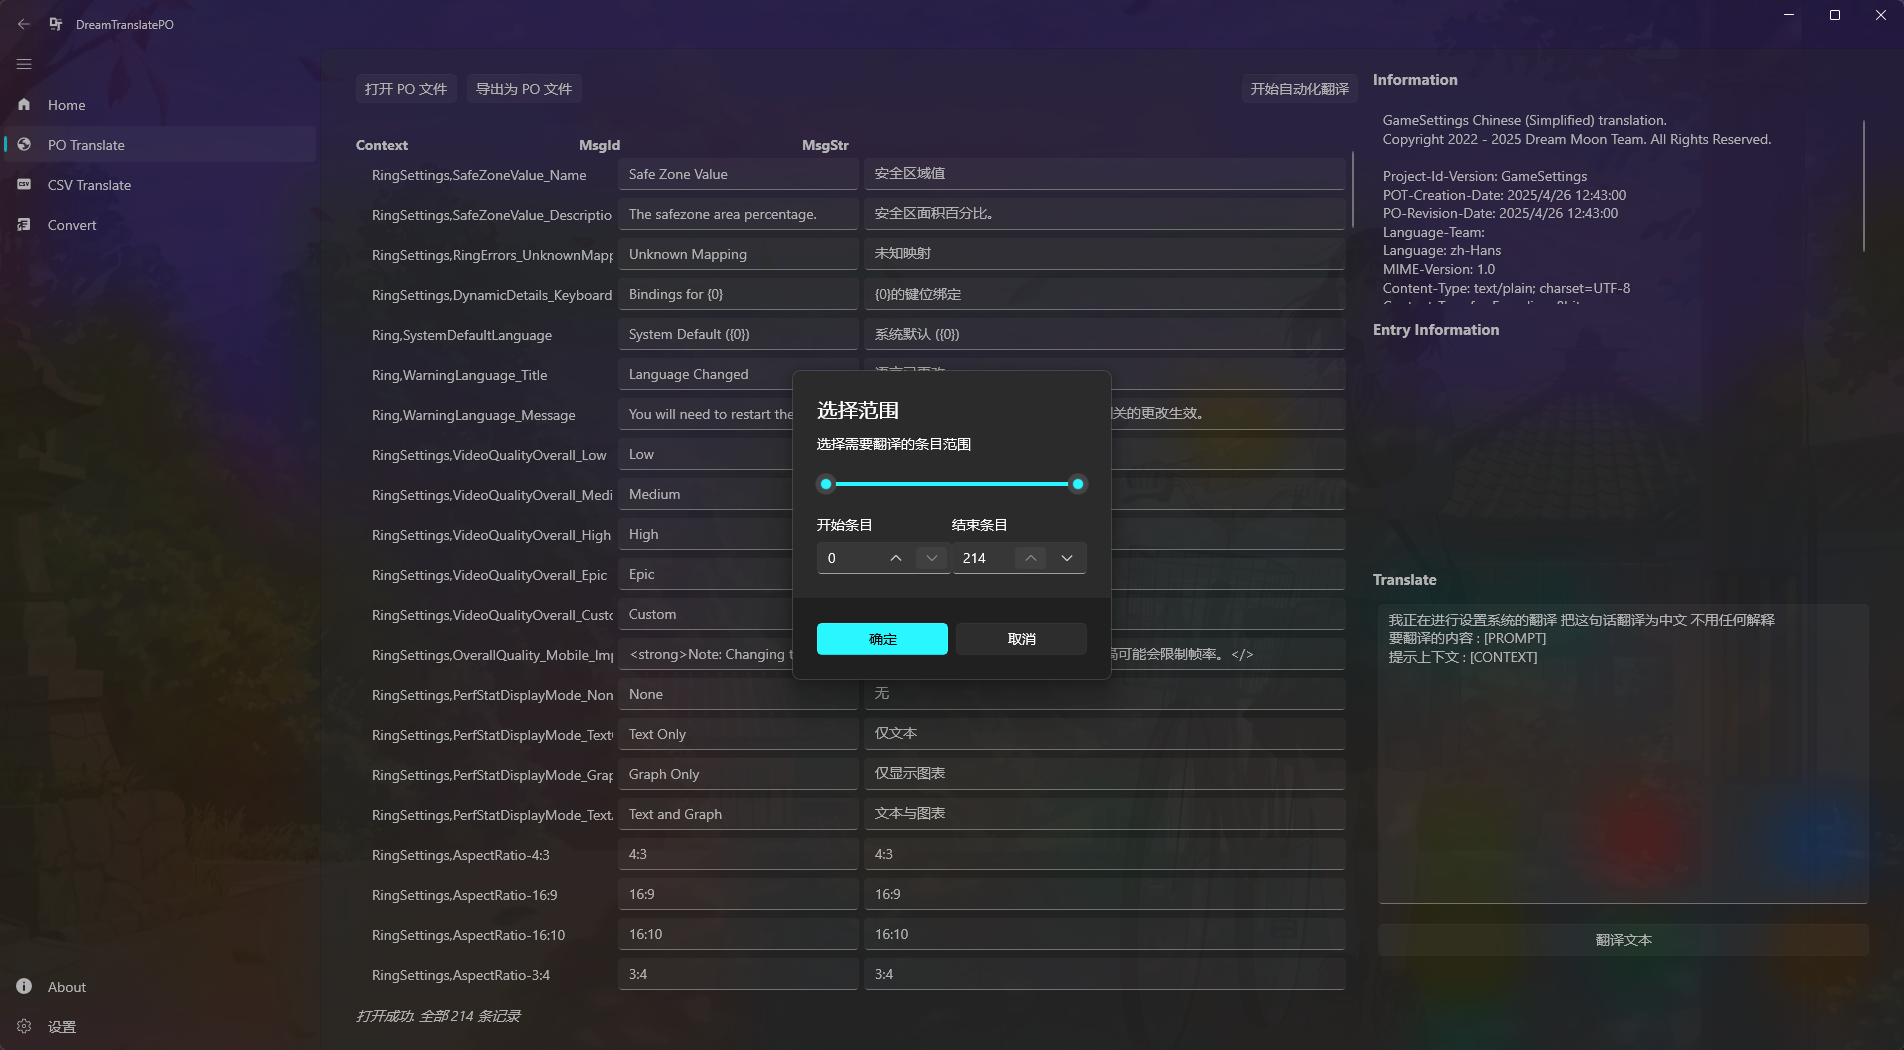 DreamTranslatePO
Home
PO Translate
CSV Translate
Convert
About
设置
打开 PO 文件
导出为 PO 文件
开始自动化翻译
Context MsgId MsgStr
RingSettings,SafeZoneValue_Name Safe Zone Value 安全区域值
RingSettings,SafeZoneValue_Descriptio The safezone area percentage. 安全区面积百分比。
RingSettings,RingErrors_UnknownMap Unknown Mapping 未知映射
RingSettings,DynamicDetails_Keyboard Bindings for {0} {0}的键位绑定
Ring,SystemDefaultLanguage System Default ({0}) 系统默认 ({0})
Ring,WarningLanguage_Title Language Changed
Ring,WarningLanguage_Message You will need to restart the 关的更改生效。
RingSettings,VideoQualityOverall_Low Low
RingSettings,VideoQualityOverall_Medi Medium
RingSettings,VideoQualityOverall_High High
RingSettings,VideoQualityOverall_Epic Epic
RingSettings,VideoQualityOverall_Custo Custom
RingSettings,OverallQuality_Mobile_Im <strong>Note: Changing t 高可能会限制帧率。</>
RingSettings,PerfStatDisplayMode_Non None 无
RingSettings,PerfStatDisplayMode_Text Text Only 仅文本
RingSettings,PerfStatDisplayMode_Grap Graph Only 仅显示图表
RingSettings,PerfStatDisplayMode_Text Text and Graph 文本与图表
RingSettings,AspectRatio-4:3 4:3 4:3
RingSettings,AspectRatio-16:9 16:9 16:9
RingSettings,AspectRatio-16:10 16:10 16:10
RingSettings,AspectRatio-3:4 3:4 3:4
打开成功: 全部 214 条记录
选择范围
选择需要翻译的条目范围
开始条目 结束条目
0 214
确定 取消
Information
GameSettings Chinese (Simplified) translation.
Copyright 2022 - 2025 Dream Moon Team. All Rights Reserved.
Project-Id-Version: GameSettings
POT-Creation-Date: 2025/4/26 12:43:00
PO-Revision-Date: 2025/4/26 12:43:00
Language-Team:
Language: zh-Hans
MIME-Version: 1.0
Content-Type: text/plain; charset=UTF-8
Entry Information
Translate
我正在进行设置系统的翻译 把这句话翻译为中文 不用任何解释
要翻译的内容 : [PROMPT]
提示上下文 : [CONTEXT]
翻译文本